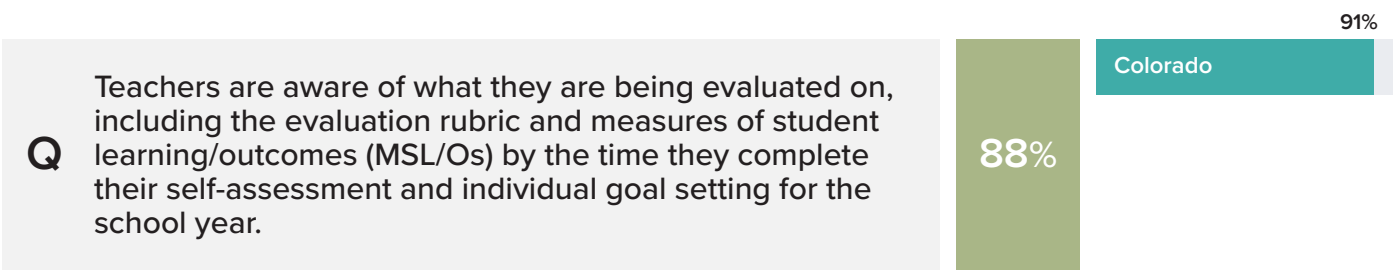 91%
Colorado
Teachers are aware of what they are being evaluated on,
including the evaluation rubric and measures of student
Q learning/outcomes (MSL/Os) by the time they complete
their self-assessment and individual goal setting for the
school year.
88%